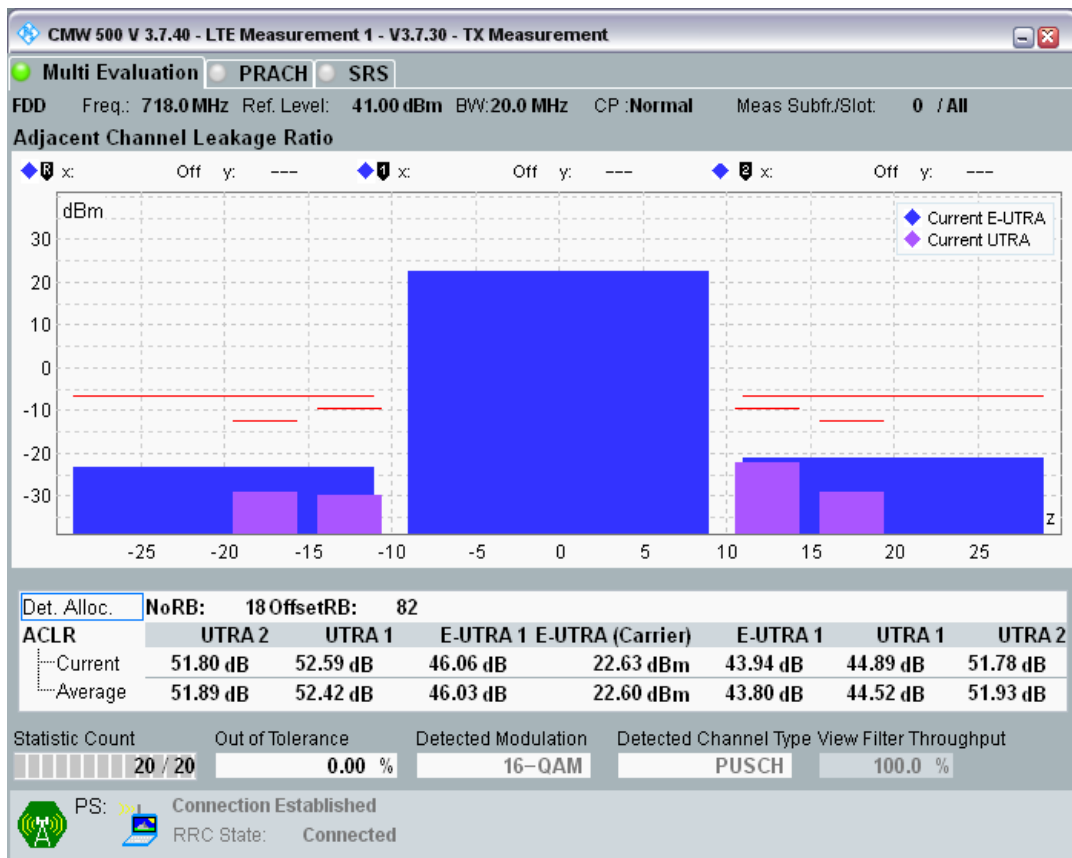 CMW 500 V 3.7.40 - LTE Measurement 1 - V3.7.30 - TX Measurement
Multi Evaluation PRACH SRS
FDD Freq.: 718.0 MHz Ref. Level: 41.00 dBm BW:20.0 MHz CP :Normal Meas Subfr./Slot: 0 / All
Adjacent Channel Leakage Ratio
R x: Off y: --- 1 x: Off y: --- 2 x: Off y: ---
dBm
Current E-UTRA
Current UTRA
30
20
10
0
-10
-20
-30
z
-25 -20 -15 -10 -5 0 5 10 15 20 25
Det. Alloc. NoRB: 18 OffsetRB: 82
ACLR UTRA 2 UTRA 1 E-UTRA 1 E-UTRA (Carrier) E-UTRA 1 UTRA 1 UTRA 2
Current 51.80 dB 52.59 dB 46.06 dB 22.63 dBm 43.94 dB 44.89 dB 51.78 dB
Average 51.89 dB 52.42 dB 46.03 dB 22.60 dBm 43.80 dB 44.52 dB 51.93 dB
Statistic Count Out of Tolerance Detected Modulation Detected Channel Type View Filter Throughput
20 / 20 0.00 % 16-QAM PUSCH 100.0 %
PS: Connection Established
RRC State: Connected